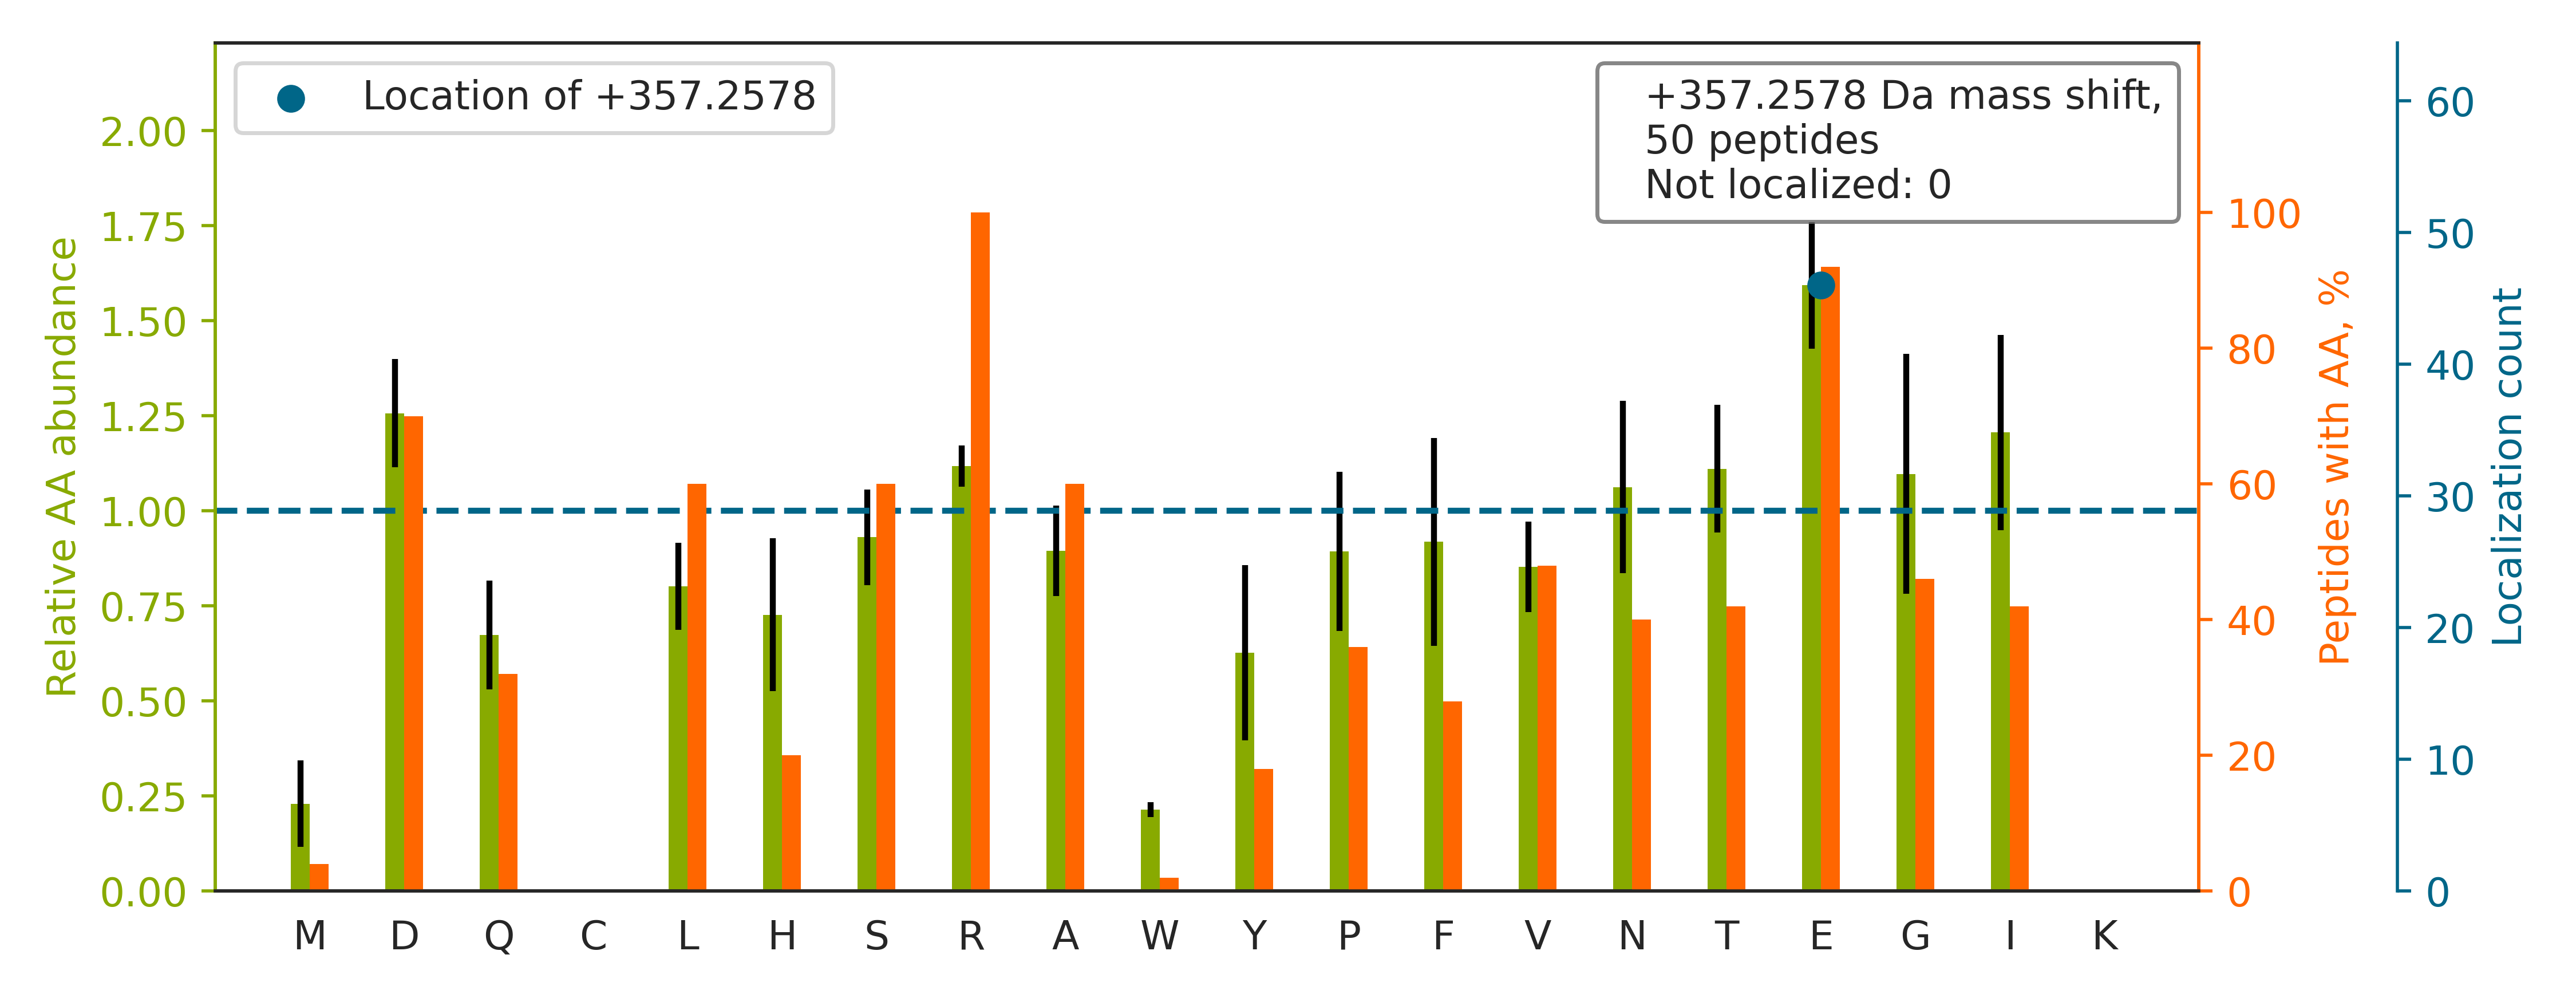 Location of +357.2578
+357.2578 Da mass shift,
50 peptides
Not localized: 0
Relative AA abundance
2.00
1.75
1.50
1.25
1.00
0.75
0.50
0.25
0.00
100
80
60
40
20
0
Peptides with AA, %
60
50
40
30
20
10
0
Localization count
M D Q C L H S R A W Y P F V N T E G I K